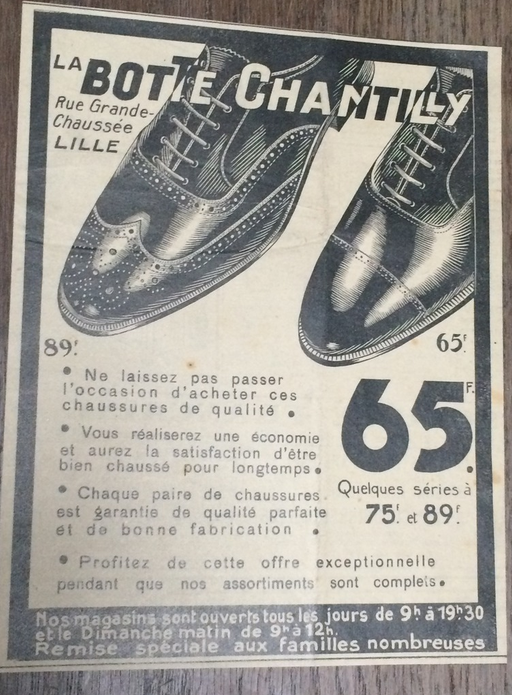 LA BOTTE CHANTILLY
Rue Grande-
Chaussée
LILLE
89F.
65F.
• Ne laissez pas passer
l'occasion d'acheter ces
chaussures de qualité •
• Vous réaliserez une économie
et aurez la satisfaction d'être
bien chaussé pour longtemps •
• Chaque paire de chaussures
est garantie de qualité parfaite
et de bonne fabrication •
65F.
Quelques séries à
75F. et 89F.
• Profitez de cette offre exceptionnelle
pendant que nos assortiments sont complets •
Nos magasins sont ouverts tous les jours de 9h à 19h30
et le Dimanche matin de 9h à 12h.
Remise spéciale aux familles nombreuses